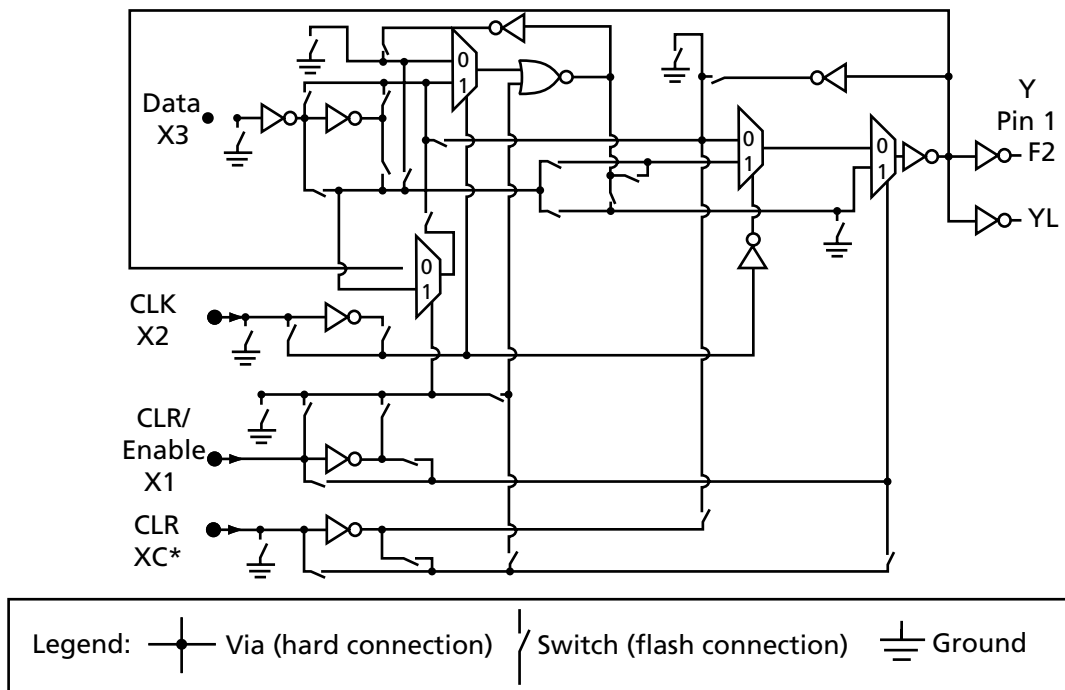 Data
X3
0
1
0
1
0
1
Y
Pin 1
F2
YL
0
1
CLK
X2
CLR/
Enable
X1
CLR
XC*
Legend: Via (hard connection) Switch (flash connection) Ground